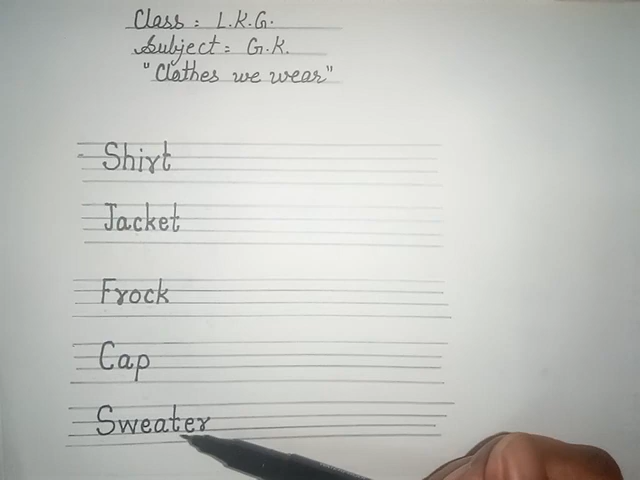 Class : L.K.G.
Subject : G.K.
"Clothes we wear"
Shirt
Jacket
Frock
Cap
Sweater